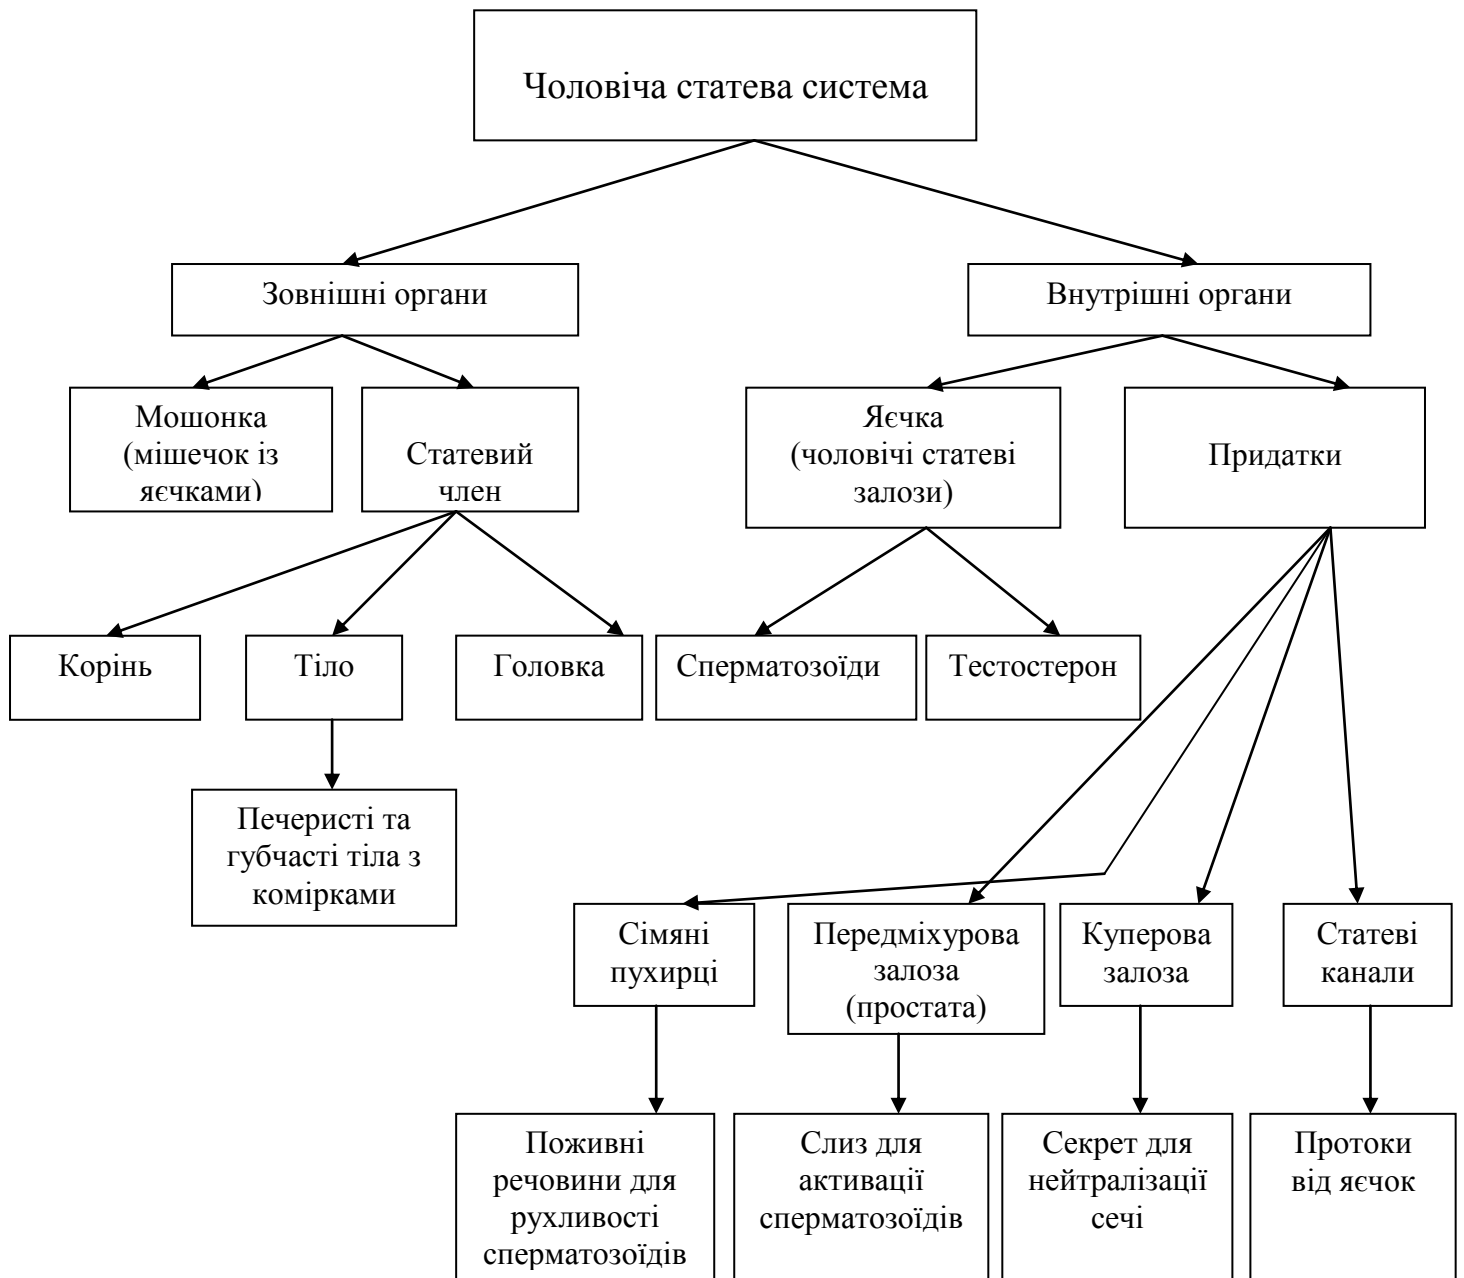 Чоловіча статева система
Зовнішні органи
Внутрішні органи
Мошонка
(мішечок із
яєчками)
Статевий
член
Яєчка
(чоловічі статеві
залози)
Придатки
Корінь
Тіло
Головка
Сперматозоїди
Тестостерон
Печеристі та
губчасті тіла з
комірками
Сімяні
пухирці
Передміхурова
залоза
(простата)
Куперова
залоза
Статеві
канали
Поживні
речовини для
рухливості
сперматозоїдів
Слиз для
активації
сперматозоїдів
Секрет для
нейтралізації
сечі
Протоки
від яєчок